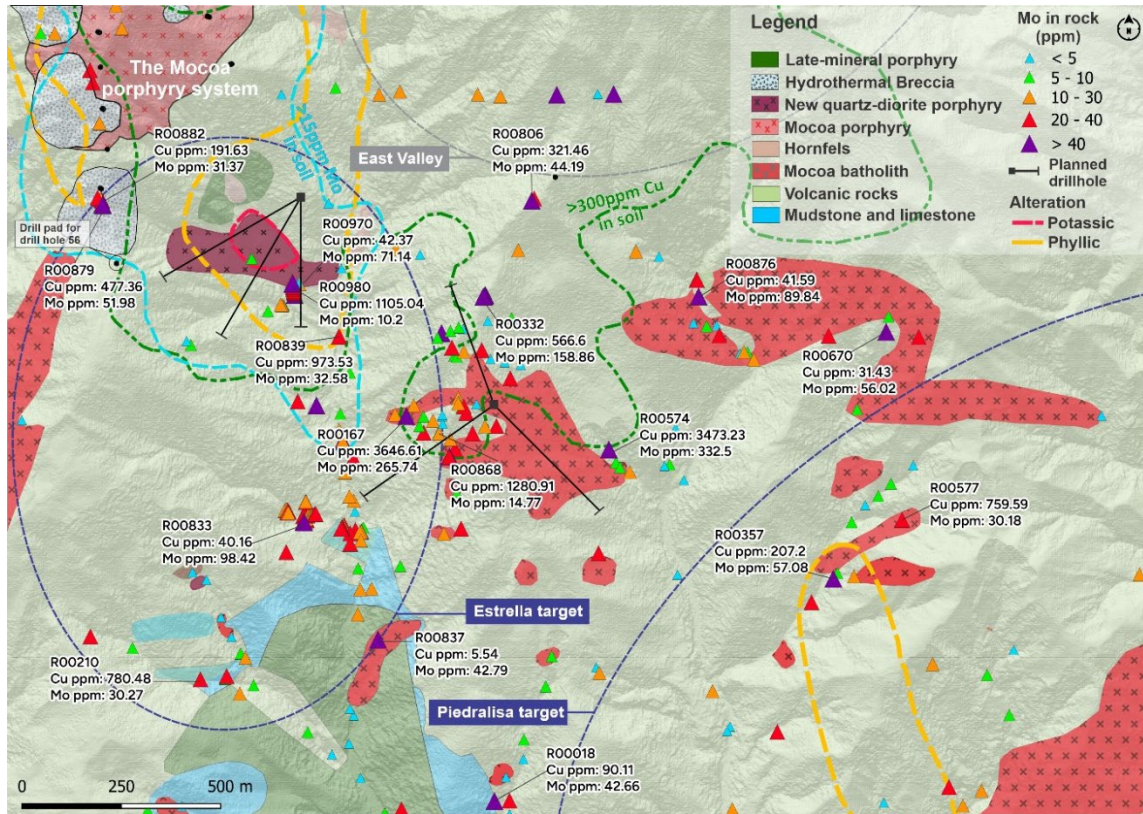 The Mocoa
porphyry system
R00882
Cu ppm: 191.63
Mo ppm: 31.37
>15ppm Mo
in soil
East Valley
R00806
Cu ppm: 321.46
Mo ppm: 44.19
>300ppm Cu
in soil
Drill pad for
drill hole 56
R00879
Cu ppm: 477.36
Mo ppm: 51.98
R00970
Cu ppm: 42.37
Mo ppm: 71.14
R00980
Cu ppm: 1105.04
Mo ppm: 10.2
R00839
Cu ppm: 973.53
Mo ppm: 32.58
R00332
Cu ppm: 566.6
Mo ppm: 158.86
R00876
Cu ppm: 41.59
Mo ppm: 89.84
R00670
Cu ppm: 31.43
Mo ppm: 56.02
R00167
Cu ppm: 3646.61
Mo ppm: 265.74
R00868
Cu ppm: 1280.91
Mo ppm: 14.77
R00574
Cu ppm: 3473.23
Mo ppm: 332.5
R00577
Cu ppm: 759.59
Mo ppm: 30.18
R00357
Cu ppm: 207.2
Mo ppm: 57.08
R00833
Cu ppm: 40.16
Mo ppm: 98.42
Estrella target
R00837
Cu ppm: 5.54
Mo ppm: 42.79
R00210
Cu ppm: 780.48
Mo ppm: 30.27
Piedralisa target
R00018
Cu ppm: 90.11
Mo ppm: 42.66
0 250 500 m
Legend
Late-mineral porphyry
Hydrothermal Breccia
New quartz-diorite porphyry
Mocoa porphyry
Hornfels
Mocoa batholith
Volcanic rocks
Mudstone and limestone
Mo in rock
(ppm)
< 5
5 - 10
10 - 30
20 - 40
> 40
Planned
drillhole
Alteration
Potassic
Phyllic
N